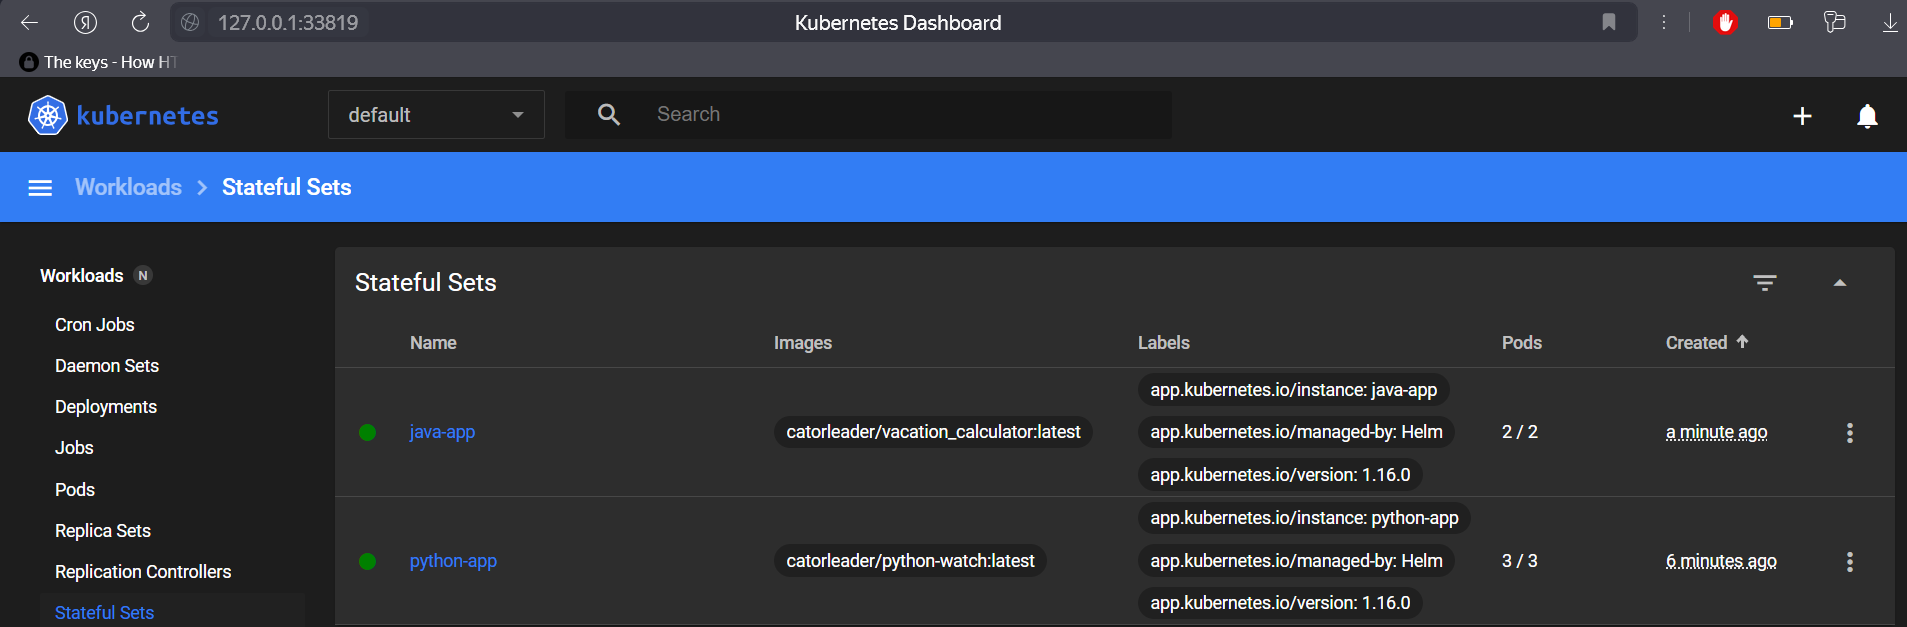 127.0.0.1:33819
Kubernetes Dashboard
The keys - How HT
kubernetes
default
Search
Workloads > Stateful Sets
Workloads N
Cron Jobs
Daemon Sets
Deployments
Jobs
Pods
Replica Sets
Replication Controllers
Stateful Sets
Stateful Sets
Name Images Labels Pods Created
app.kubernetes.io/instance: java-app
java-app catorleader/vacation_calculator:latest app.kubernetes.io/managed-by: Helm 2 / 2 a minute ago
app.kubernetes.io/version: 1.16.0
app.kubernetes.io/instance: python-app
python-app catorleader/python-watch:latest app.kubernetes.io/managed-by: Helm 3 / 3 6 minutes ago
app.kubernetes.io/version: 1.16.0